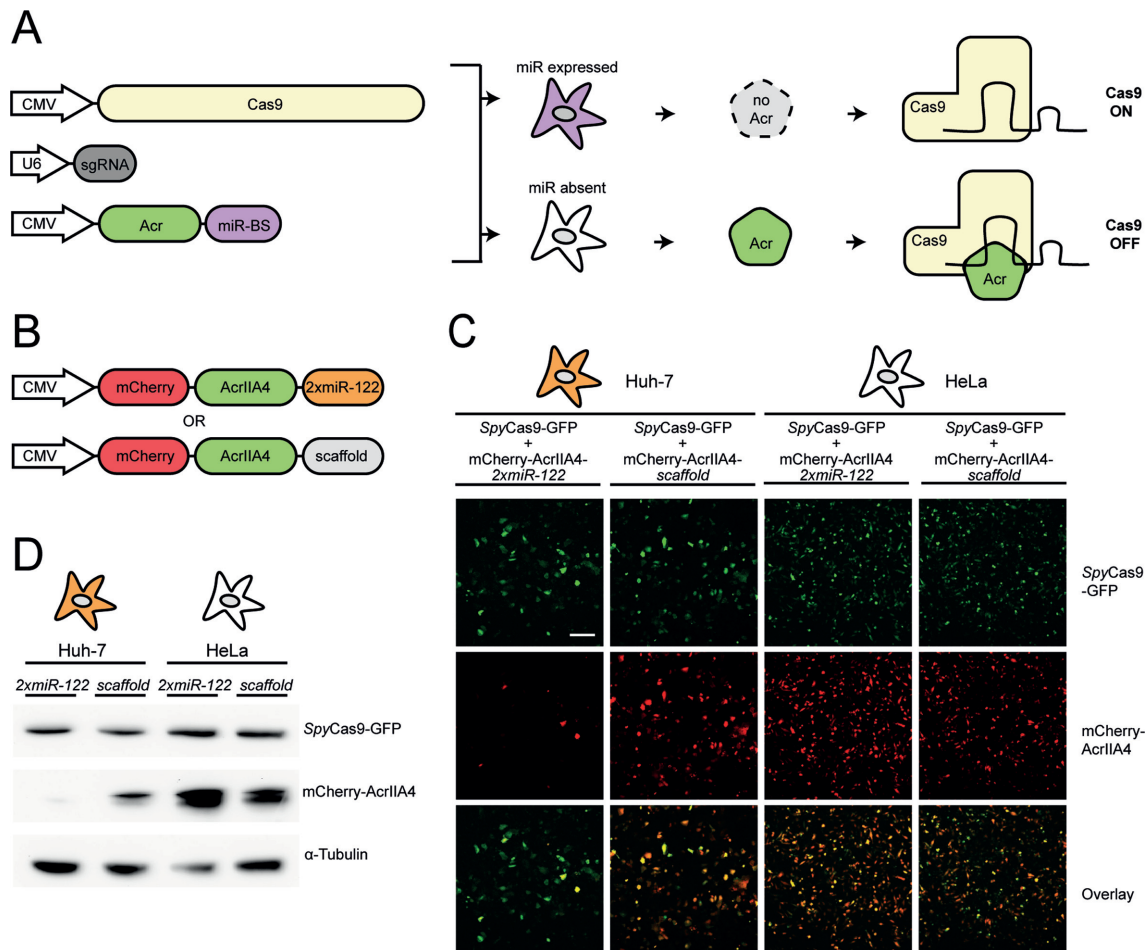 A
CMV
Cas9
U6
sgRNA
CMV
Acr
miR-BS
miR expressed
no
Acr
Cas9
Cas9
ON
miR absent
Acr
Cas9
Acr
Cas9
OFF
B
CMV
mCherry
AcrIIA4
2xmiR-122
OR
CMV
mCherry
AcrIIA4
scaffold
C
Huh-7
HeLa
SpyCas9-GFP
+
mCherry-AcrIIA4-
2xmiR-122
SpyCas9-GFP
+
mCherry-AcrIIA4-
scaffold
SpyCas9-GFP
+
mCherry-AcrIIA4
2xmiR-122
SpyCas9-GFP
+
mCherry-AcrIIA4-
scaffold
SpyCas9
-GFP
mCherry-
AcrIIA4
Overlay
D
Huh-7
HeLa
2xmiR-122
scaffold
2xmiR-122
scaffold
SpyCas9-GFP
mCherry-AcrIIA4
α-Tubulin